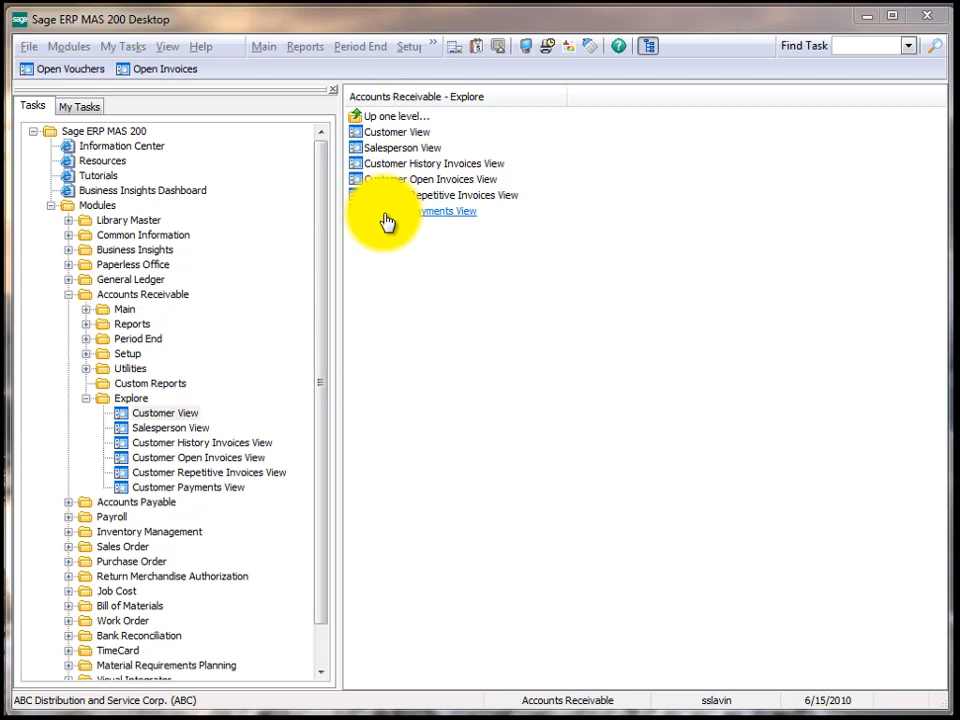 Sage ERP MAS 200 Desktop
File Modules My Tasks View Help Main Reports Period End Setup » Find Task
Open Vouchers Open Invoices
Tasks My Tasks
Sage ERP MAS 200
Information Center
Resources
Tutorials
Business Insights Dashboard
Modules
Library Master
Common Information
Business Insights
Paperless Office
General Ledger
Accounts Receivable
Main
Reports
Period End
Setup
Utilities
Custom Reports
Explore
Customer View
Salesperson View
Customer History Invoices View
Customer Open Invoices View
Customer Repetitive Invoices View
Customer Payments View
Accounts Payable
Payroll
Inventory Management
Sales Order
Purchase Order
Return Merchandise Authorization
Job Cost
Bill of Materials
Work Order
Bank Reconciliation
TimeCard
Material Requirements Planning
Visual Integrator
Accounts Receivable - Explore
Up one level...
Customer View
Salesperson View
Customer History Invoices View
Customer Open Invoices View
Repetitive Invoices View
View
ABC Distribution and Service Corp. (ABC) Accounts Receivable sslavin 6/15/2010